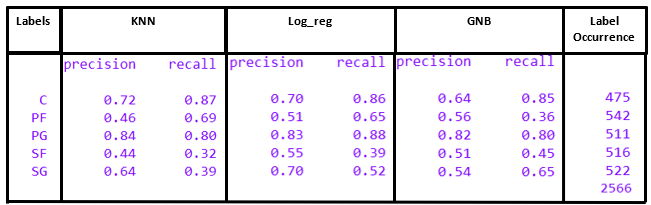 Labels KNN Log_reg GNB Label Occurrence
precision recall precision recall precision recall
C 0.72 0.87 0.70 0.86 0.64 0.85 475
PF 0.46 0.69 0.51 0.65 0.56 0.36 542
PG 0.84 0.80 0.83 0.88 0.82 0.80 511
SF 0.44 0.32 0.55 0.39 0.51 0.45 516
SG 0.64 0.39 0.70 0.52 0.54 0.65 522
2566